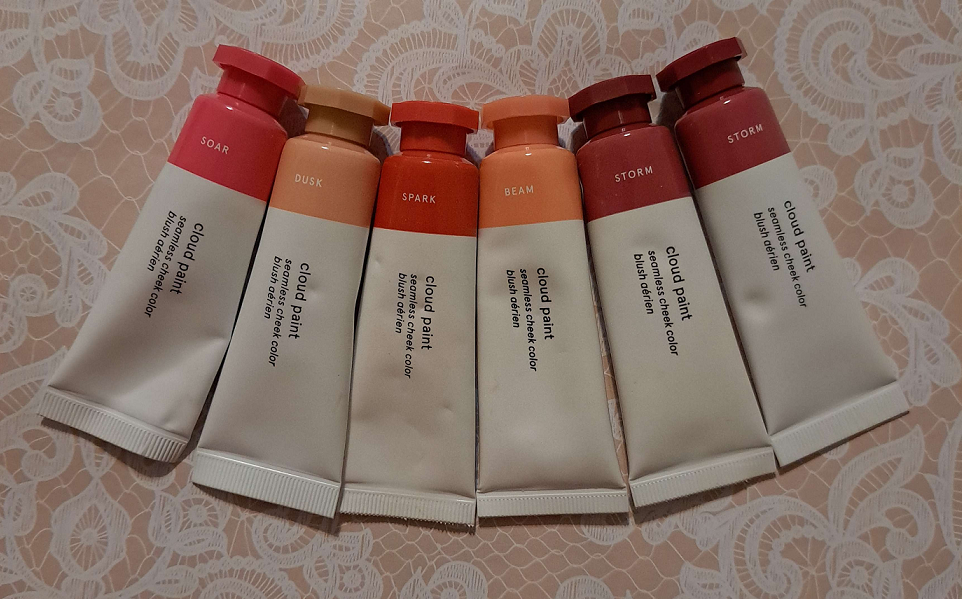 SOAR
cloud paint
seamless cheek color
blush aérien
DUSK
cloud paint
seamless cheek color
blush aérien
SPARK
cloud paint
seamless cheek color
blush aérien
BEAM
cloud paint
seamless cheek color
blush aérien
STORM
cloud paint
seamless cheek color
blush aérien
STORM
cloud paint
seamless cheek color
blush aérien